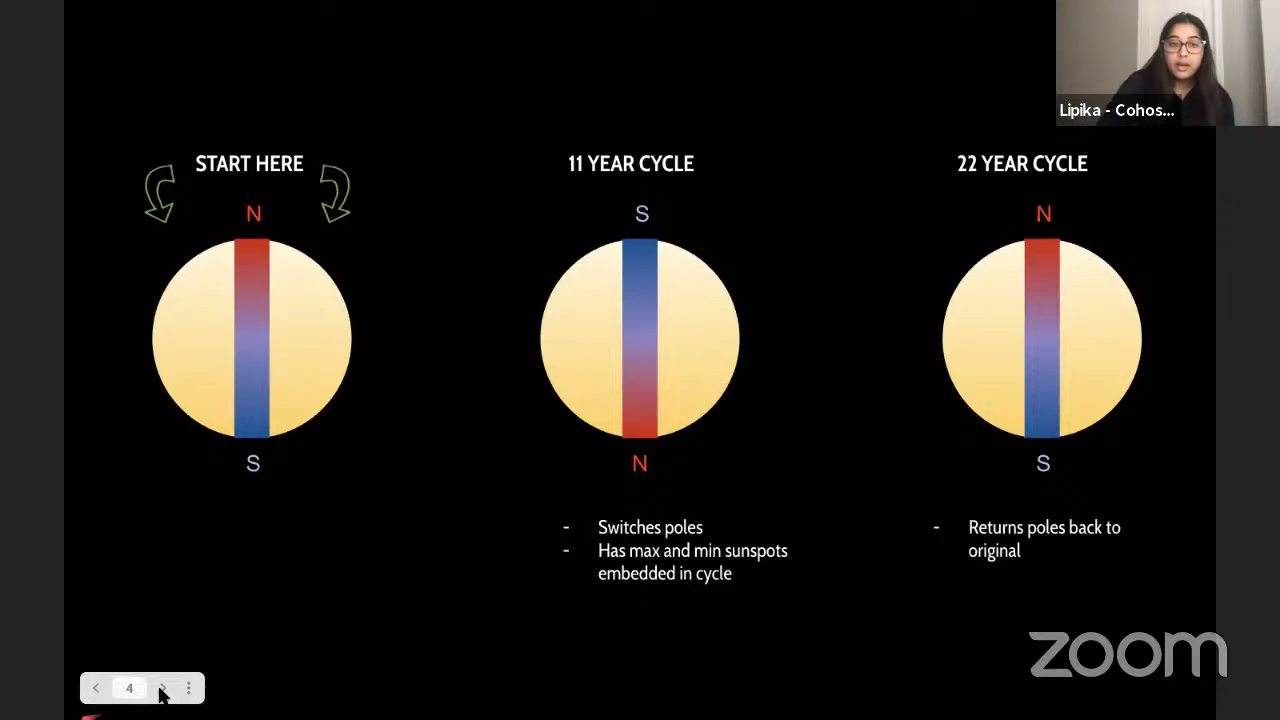 Lipika - Cohos...
START HERE
11 YEAR CYCLE
22 YEAR CYCLE
N
S
N
S
N
S
- Switches poles
- Has max and min sunspots
embedded in cycle
- Returns poles back to
original
4
zoom